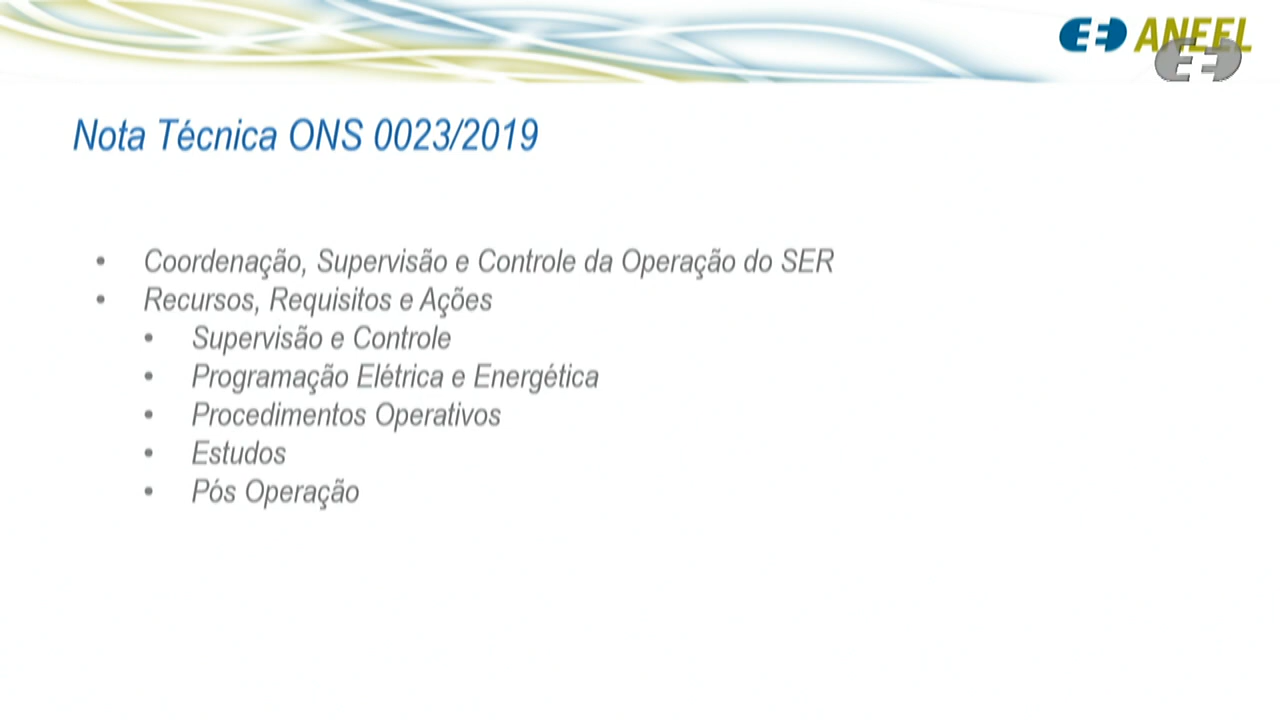 ANEEL
Nota Técnica ONS 0023/2019
• Coordenação, Supervisão e Controle da Operação do SER
• Recursos, Requisitos e Ações
• Supervisão e Controle
• Programação Elétrica e Energética
• Procedimentos Operativos
• Estudos
• Pós Operação